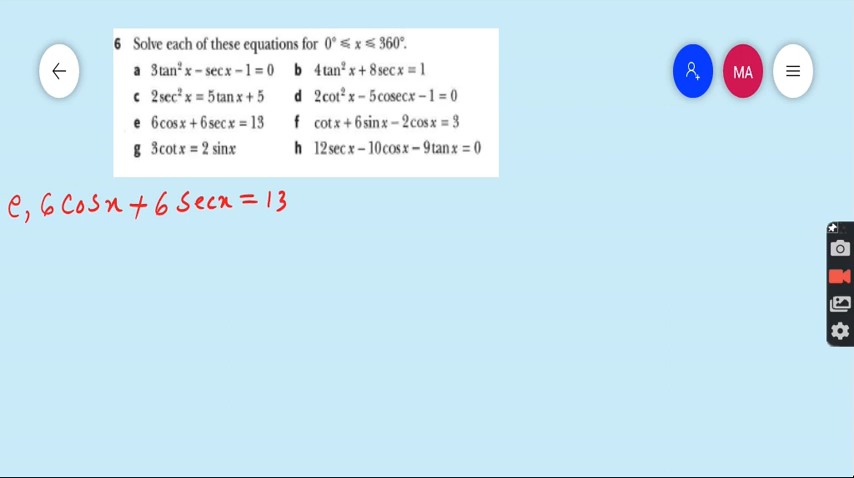 6 Solve each of these equations for 0° ⩽ x ⩽ 360°.
a 3tan² x − sec x − 1 = 0 b 4tan² x + 8sec x = 1
c 2sec² x = 5tan x + 5 d 2cot² x − 5cosec x − 1 = 0
e 6cos x + 6sec x = 13 f cot x + 6sin x − 2cos x = 3
g 3cot x = 2 sin x h 12sec x − 10cos x − 9tan x = 0
MA
e, 6 cosx + 6 secx = 13